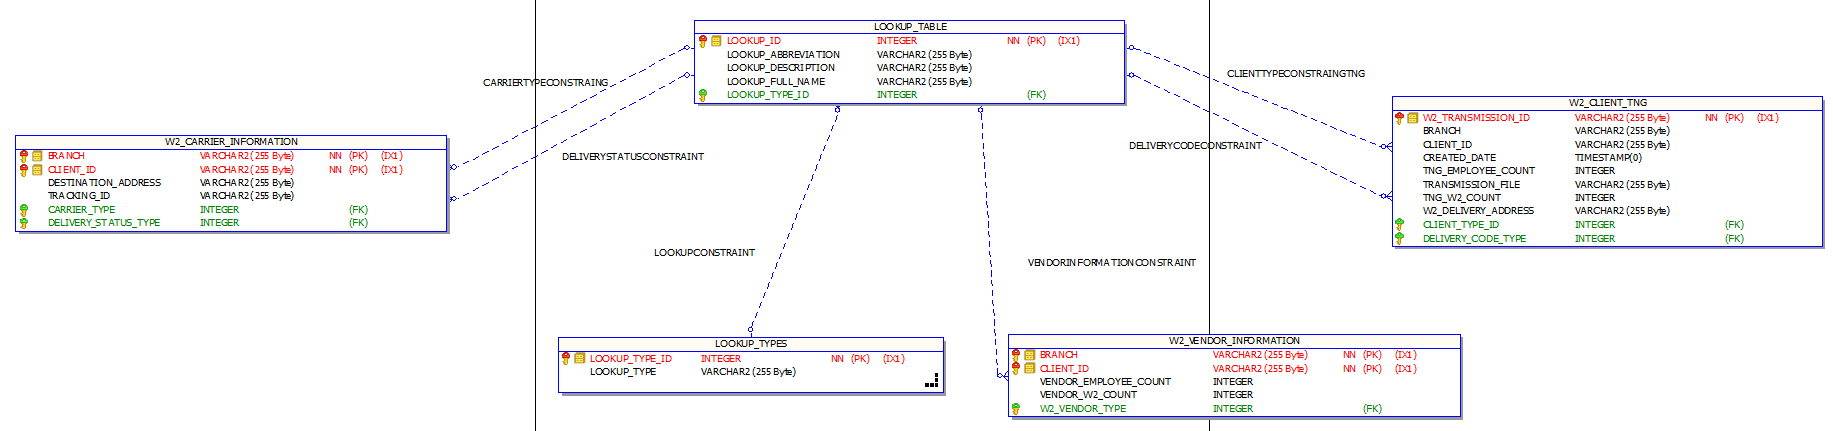 LOOKUP_TABLE
LOOKUP_ID INTEGER NN (PK) (IX1)
LOOKUP_ABBREVIATION VARCHAR2(255 Byte)
LOOKUP_DESCRIPTION VARCHAR2(255 Byte)
LOOKUP_FULL_NAME VARCHAR2(255 Byte)
LOOKUP_TYPE_ID INTEGER (FK)
CARRIERTYPECONSTRAING
CLIENTTYPECONSTRAINGTNG
W2_CARRIER_INFORMATION
BRANCH VARCHAR2(255 Byte) NN (PK) (IX1)
CLIENT_ID VARCHAR2(255 Byte) NN (PK) (IX1)
DESTINATION_ADDRESS VARCHAR2(255 Byte)
TRACKING_ID VARCHAR2(255 Byte)
CARRIER_TYPE INTEGER (FK)
DELIVERY_STATUS_TYPE INTEGER (FK)
DELIVERYSTATUSCONSTRAINT
DELIVERYCODECONSTRAINT
W2_CLIENT_TNG
W2_TRANSMISSION_ID VARCHAR2(255 Byte) NN (PK) (IX1)
BRANCH VARCHAR2(255 Byte)
CLIENT_ID VARCHAR2(255 Byte)
CREATED_DATE TIMESTAMP(0)
TNG_EMPLOYEE_COUNT INTEGER
TRANSMISSION_FILE VARCHAR2(255 Byte)
TNG_W2_COUNT INTEGER
W2_DELIVERY_ADDRESS VARCHAR2(255 Byte)
CLIENT_TYPE_ID INTEGER (FK)
DELIVERY_CODE_TYPE INTEGER (FK)
LOOKUPCONSTRAINT
VENDORINFORMATIONCONSTRAINT
LOOKUP_TYPES
LOOKUP_TYPE_ID INTEGER NN (PK) (IX1)
LOOKUP_TYPE VARCHAR2(255 Byte)
W2_VENDOR_INFORMATION
BRANCH VARCHAR2(255 Byte) NN (PK) (IX1)
CLIENT_ID VARCHAR2(255 Byte) NN (PK) (IX1)
VENDOR_EMPLOYEE_COUNT INTEGER
VENDOR_W2_COUNT INTEGER
W2_VENDOR_TYPE INTEGER (FK)